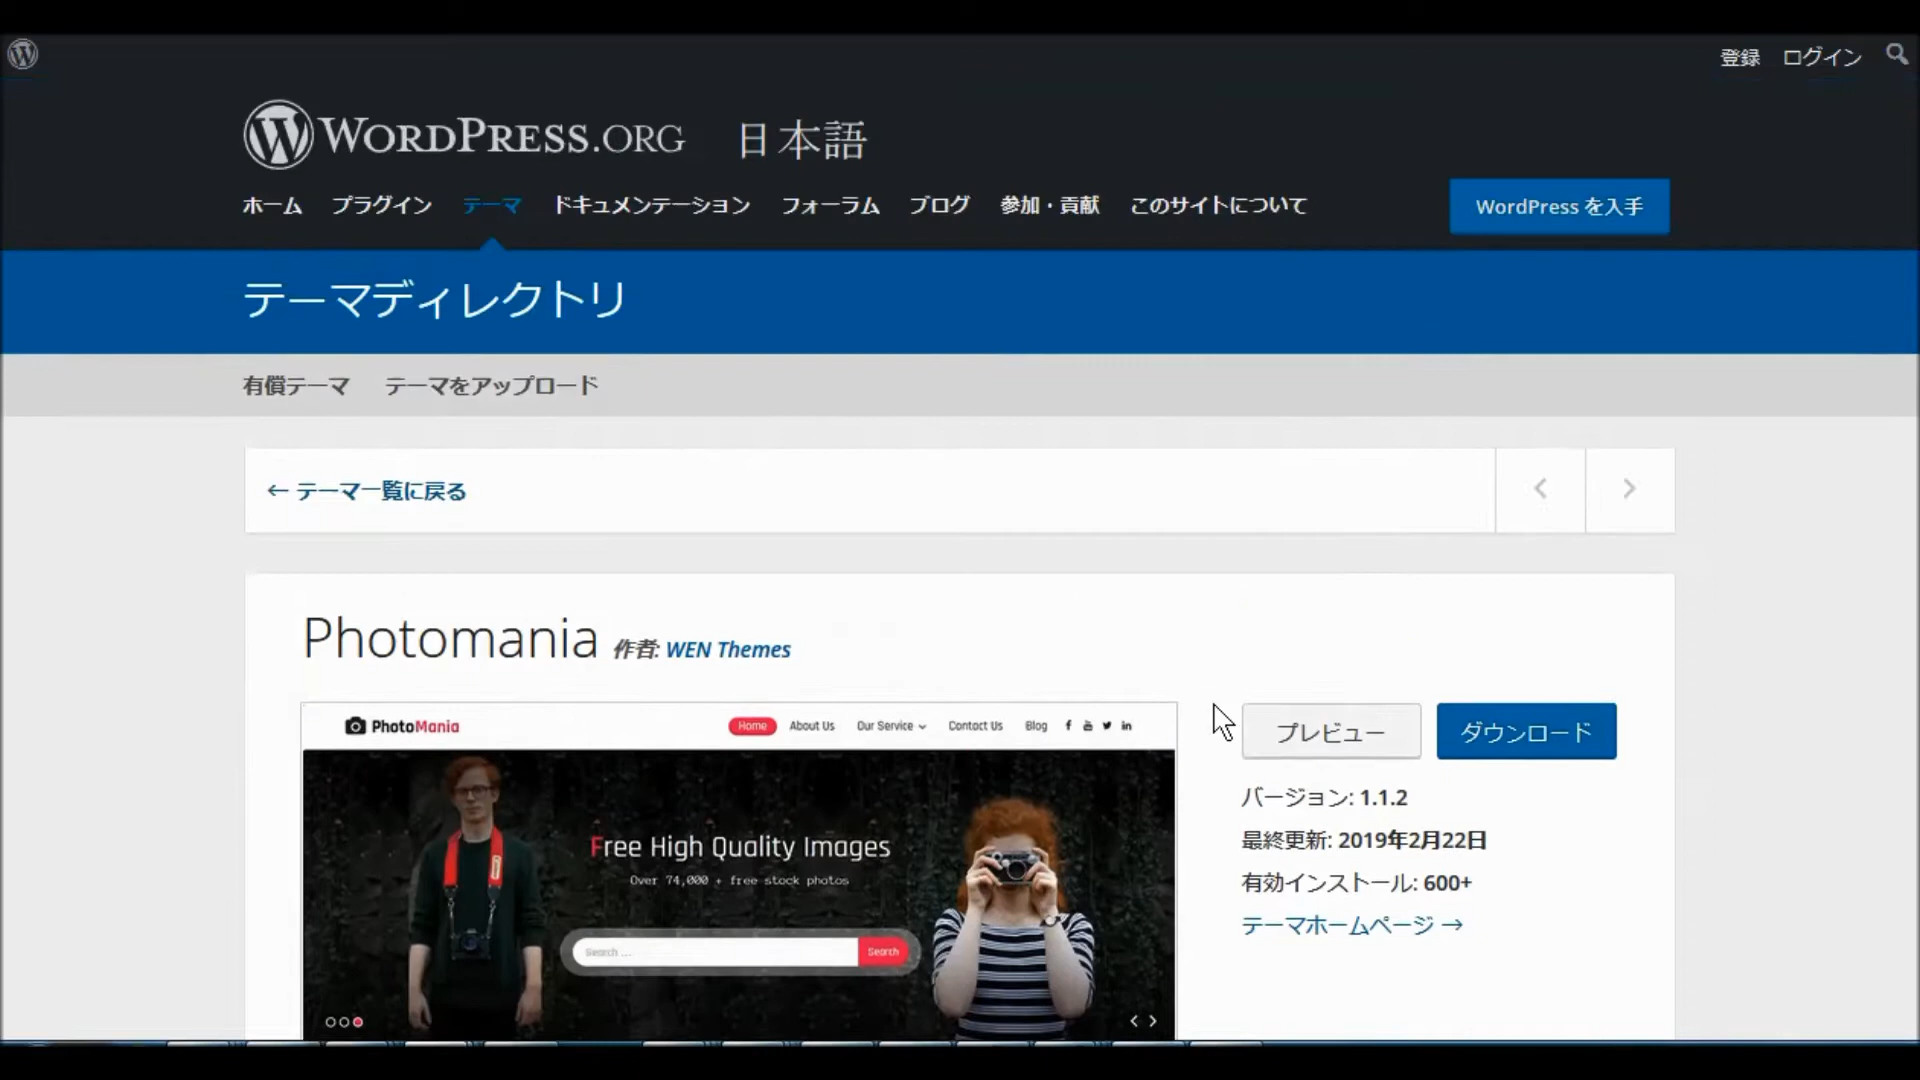 登録 ログイン
WORDPRESS.ORG 日本語
ホーム プラグイン テーマ ドキュメンテーション フォーラム ブログ 参加・貢献 このサイトについて WordPress を入手
テーマディレクトリ
有償テーマ テーマをアップロード
← テーマ一覧に戻る
Photomania 作者: WEN Themes
PhotoMania Home About Us Our Service Contact Us Blog
プレビュー ダウンロード
Free High Quality Images
Over 74,000 + free stock photos
Search ... Search
バージョン: 1.1.2
最終更新: 2019年2月22日
有効インストール: 600+
テーマホームページ →